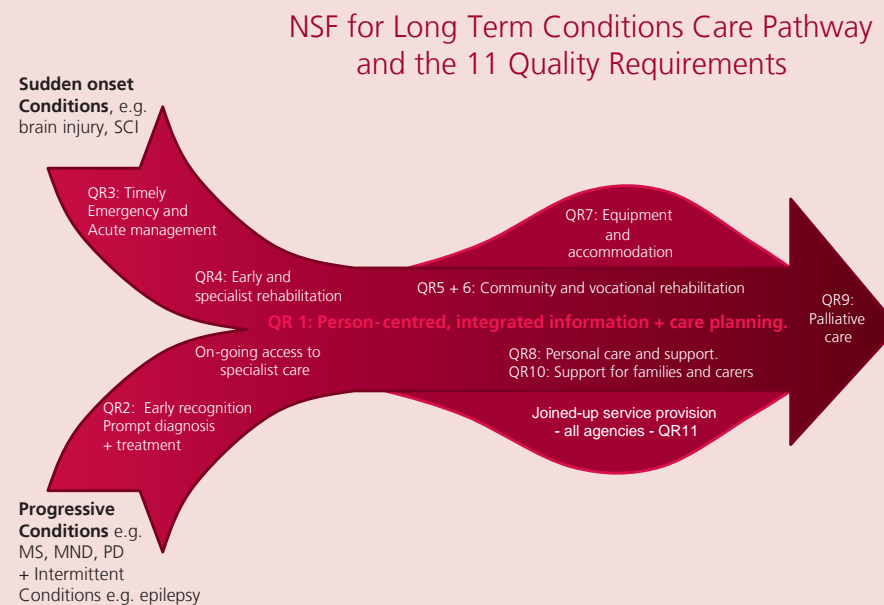 NSF for Long Term Conditions Care Pathway
and the 11 Quality Requirements
Sudden onset
Conditions, e.g.
brain injury, SCI
QR3: Timely
Emergency and
Acute management
QR4: Early and
specialist rehabilitation
QR7: Equipment
and
accommodation
QR5 + 6: Community and vocational rehabilitation
QR 1: Person-centred, integrated information + care planning.
QR9:
Palliative
care
On-going access to
specialist care
QR8: Personal care and support.
QR10: Support for families and carers
QR2: Early recognition
Prompt diagnosis
+ treatment
Joined-up service provision
- all agencies - QR11
Progressive
Conditions e.g.
MS, MND, PD
+ Intermittent
Conditions e.g. epilepsy